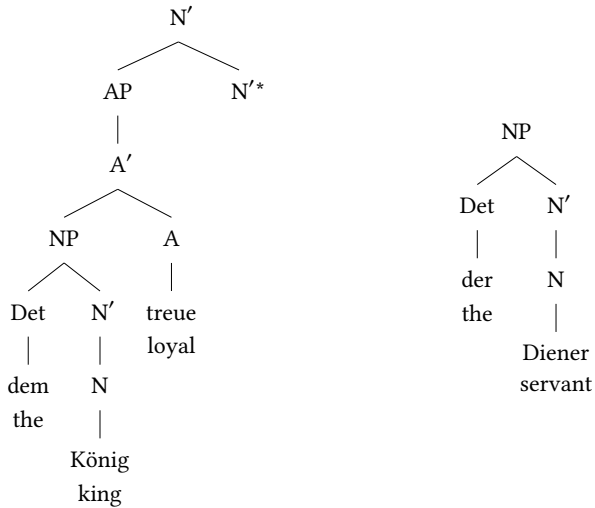 N′
AP N′*
A′
NP A
Det N′ treue
loyal
dem N
the
König
king
NP
Det N′
der N
the
Diener
servant